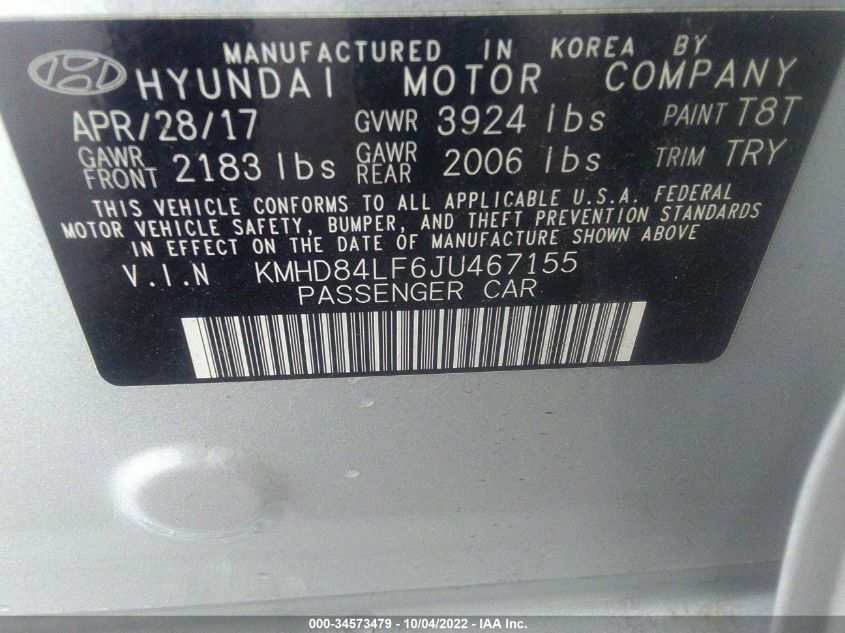 MANUFACTURED IN KOREA BY
HYUNDAI MOTOR COMPANY
APR/28/17 GVWR 3924 lbs PAINT T8T
GAWR FRONT 2183 lbs GAWR REAR 2006 lbs TRIM TRY
THIS VEHICLE CONFORMS TO ALL APPLICABLE U.S.A. FEDERAL
MOTOR VEHICLE SAFETY, BUMPER, AND THEFT PREVENTION STANDARDS
IN EFFECT ON THE DATE OF MANUFACTURE SHOWN ABOVE
V.I.N KMHD84LF6JU467155
PASSENGER CAR
000-34573479 - 10/04/2022 - IAA Inc.